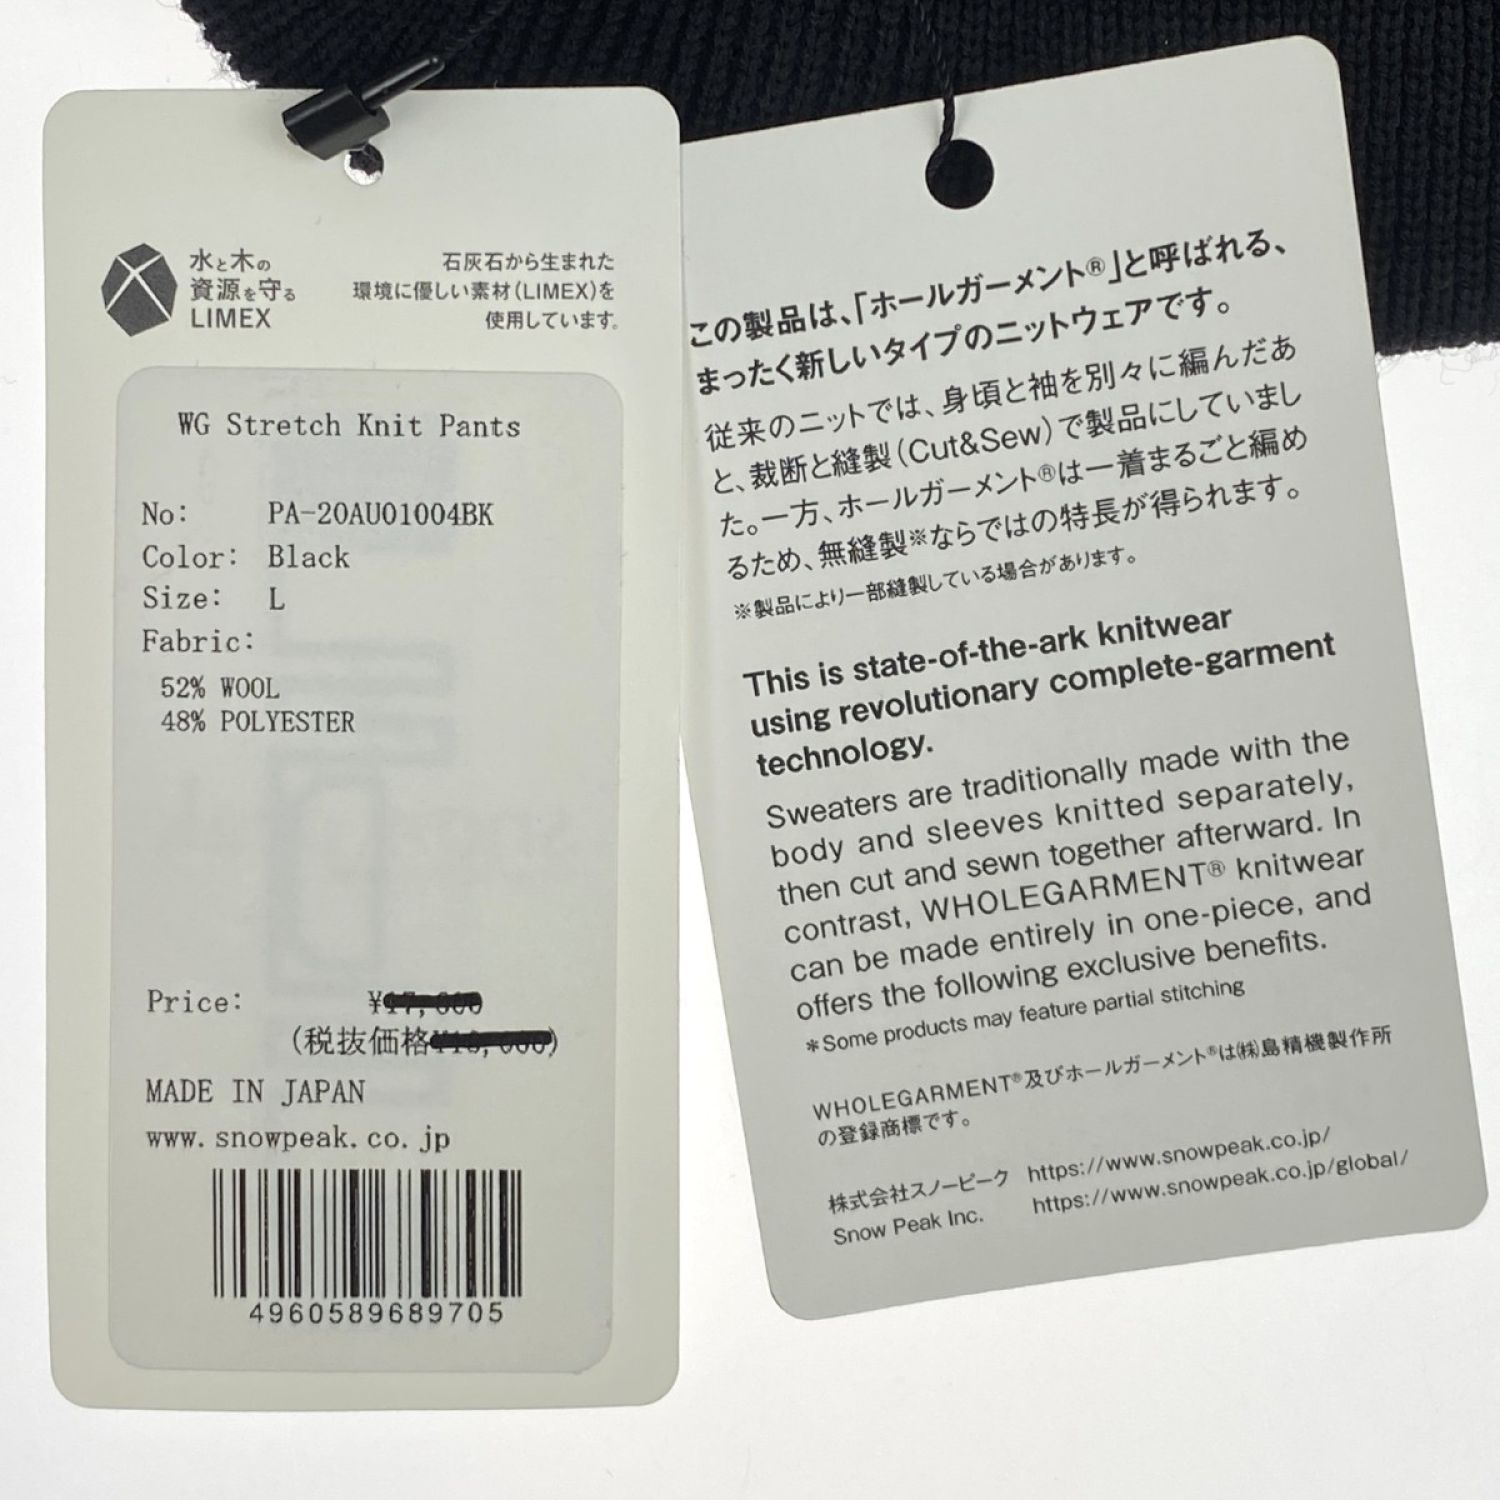 水と木の
資源を守る
LIMEX
石灰石から生まれた
環境に優しい素材(LIMEX)を
使用しています。
WG Stretch Knit Pants
No: PA-20AU01004BK
Color: Black
Size: L
Fabric:
52% WOOL
48% POLYESTER
Price: ¥
(税抜価格 )
MADE IN JAPAN
www.snowpeak.co.jp
4960589689705
この製品は、「ホールガーメント®」と呼ばれる、
まったく新しいタイプのニットウェアです。
従来のニットでは、身頃と袖を別々に編んだあ
と、裁断と縫製(Cut&Sew)で製品にしていまし
た。一方、ホールガーメント®は一着まるごと編め
るため、無縫製※ならではの特長が得られます。
※製品により一部縫製している場合があります。
This is state-of-the-ark knitwear
using revolutionary complete-garment
technology.
Sweaters are traditionally made with the
body and sleeves knitted separately,
then cut and sewn together afterward. In
contrast, WHOLEGARMENT® knitwear
can be made entirely in one-piece, and
offers the following exclusive benefits.
*Some products may feature partial stitching
WHOLEGARMENT®及びホールガーメント®は㈱島精機製作所
の登録商標です。
株式会社スノーピーク https://www.snowpeak.co.jp/
Snow Peak Inc. https://www.snowpeak.co.jp/global/